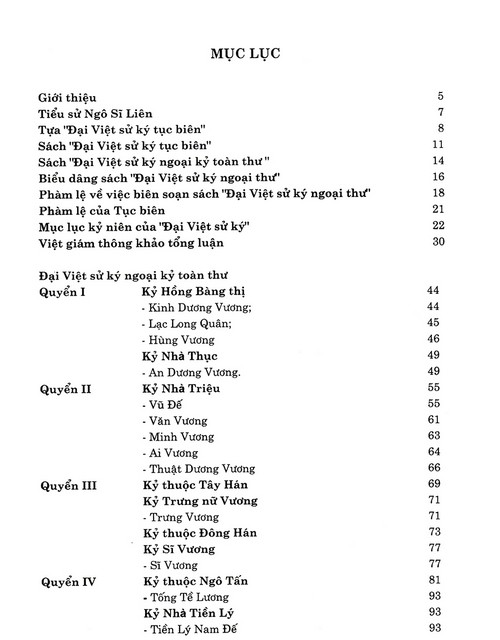 MỤC LỤC
Giới thiệu 5
Tiểu sử Ngô Sĩ Liên 7
Tựa "Đại Việt sử ký tục biên" 8
Sách "Đại Việt sử ký tục biên" 11
Sách "Đại Việt sử ký ngoại kỷ toàn thư " 14
Biểu dâng sách "Đại Việt sử ký ngoại thư" 16
Phàm lệ về việc biên soạn sách "Đại Việt sử ký ngoại thư" 18
Phàm lệ của Tục biên 21
Mục lục kỷ niên của "Đại Việt sử ký" 22
Việt giám thông khảo tổng luận 30
Đại Việt sử ký ngoại kỷ toàn thư
Quyển I Kỷ Hồng Bàng thị 44
- Kinh Dương Vương; 44
- Lạc Long Quân; 45
- Hùng Vương 46
Kỷ Nhà Thục 49
- An Dương Vương. 49
Quyển II Kỷ Nhà Triệu 55
- Vũ Đế 55
- Văn Vương 61
- Minh Vương 63
- Ai Vương 64
- Thuật Dương Vương 66
Quyển III Kỷ thuộc Tây Hán 69
Kỷ Trưng nữ Vương 71
- Trưng Vương 71
Kỷ thuộc Đông Hán 73
Kỷ Sĩ Vương 77
- Sĩ Vương 77
Quyển IV Kỷ thuộc Ngô Tấn 81
- Tống Tề Lương 93
Kỷ Nhà Tiền Lý 93
- Tiền Lý Nam Đế 93